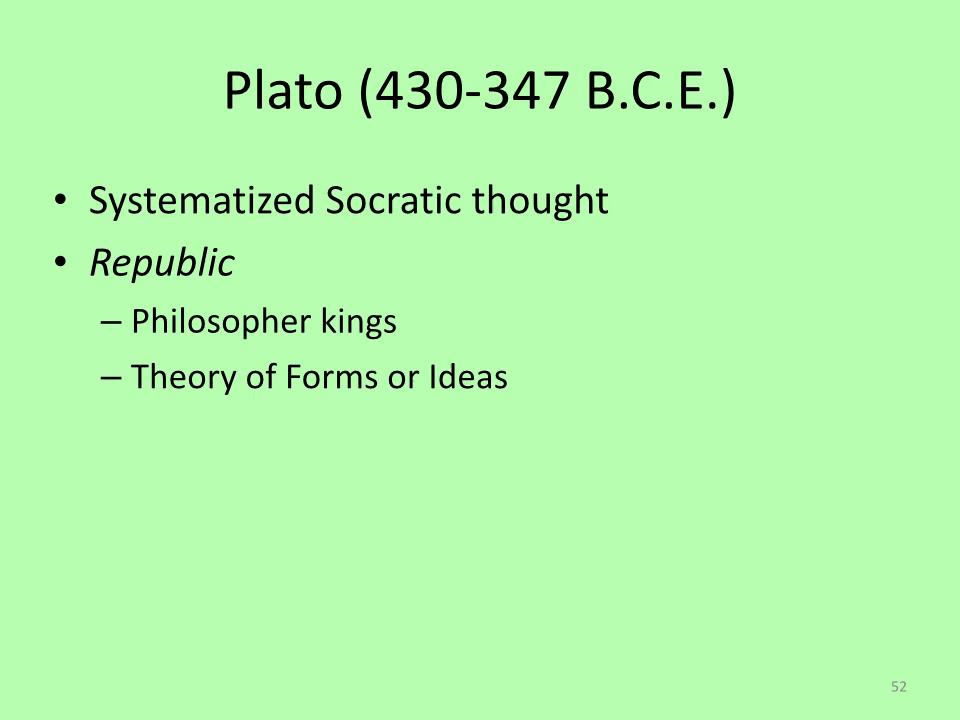 Plato (430-347 B.C.E.)
• Systematized Socratic thought
• Republic
– Philosopher kings
– Theory of Forms or Ideas
52